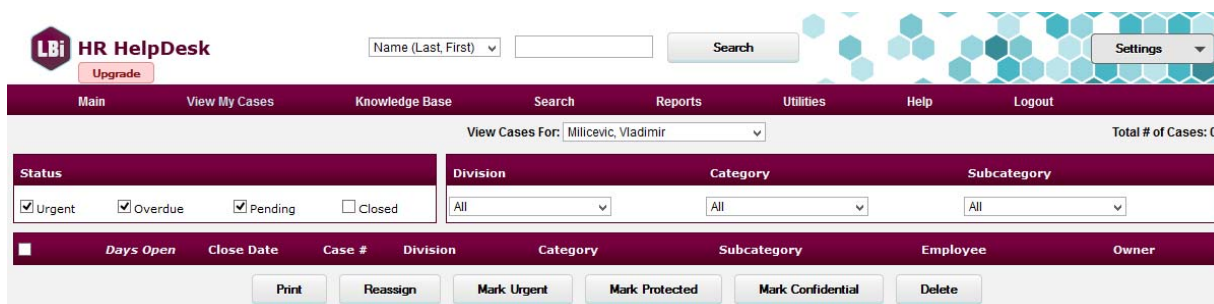 LBi HR HelpDesk Name (Last, First) Search Settings
Upgrade
Main View My Cases Knowledge Base Search Reports Utilities Help Logout
View Cases For: Milicevic, Vladimir Total # of Cases:
Status Division Category Subcategory
Urgent Overdue Pending Closed All All All
Days Open Close Date Case # Division Category Subcategory Employee Owner
Print Reassign Mark Urgent Mark Protected Mark Confidential Delete